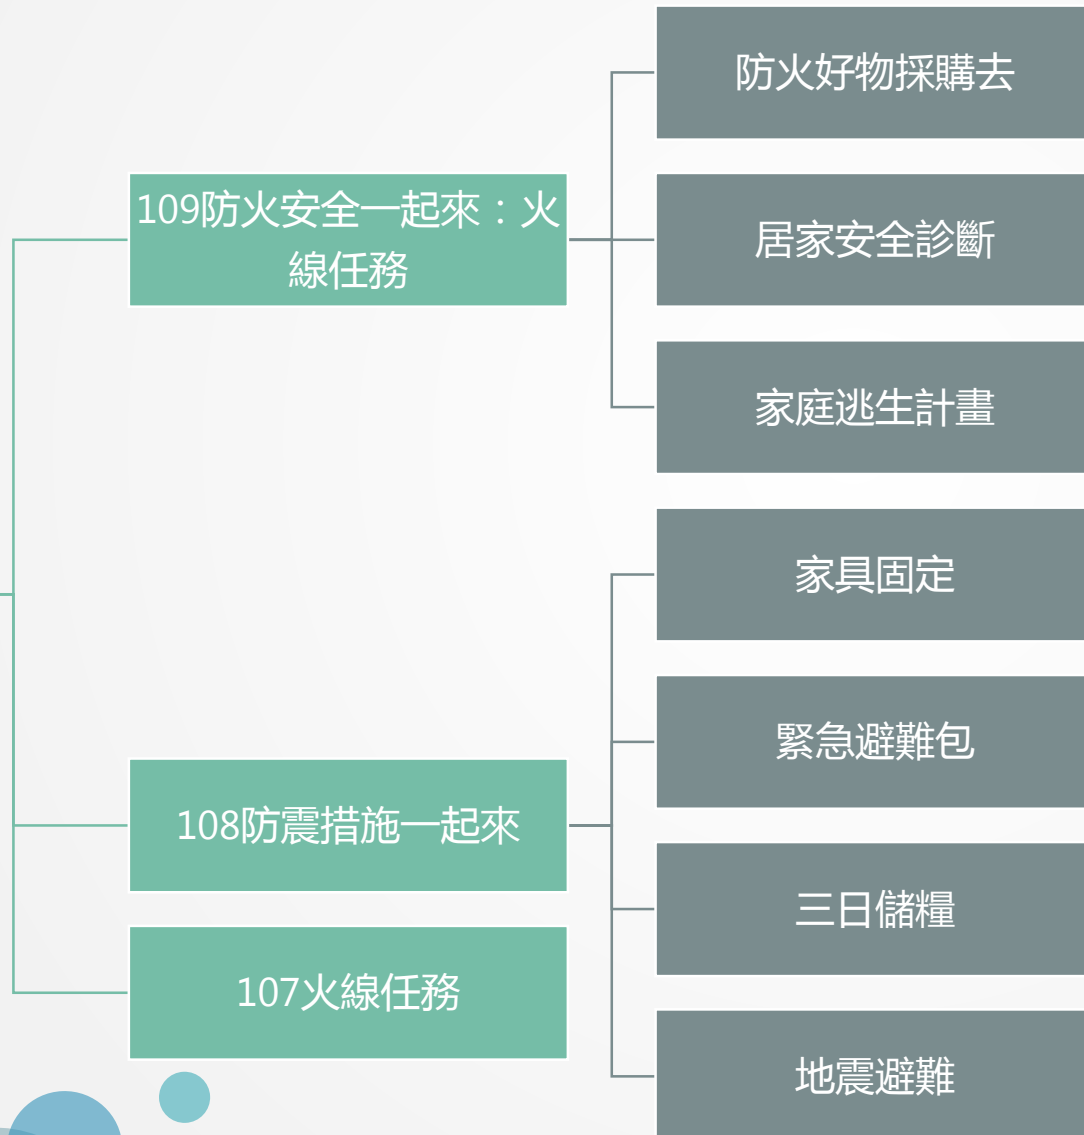 防火好物採購去
109防火安全一起來：火
線任務
居家安全診斷
家庭逃生計畫
家具固定
緊急避難包
108防震措施一起來
三日儲糧
107火線任務
地震避難